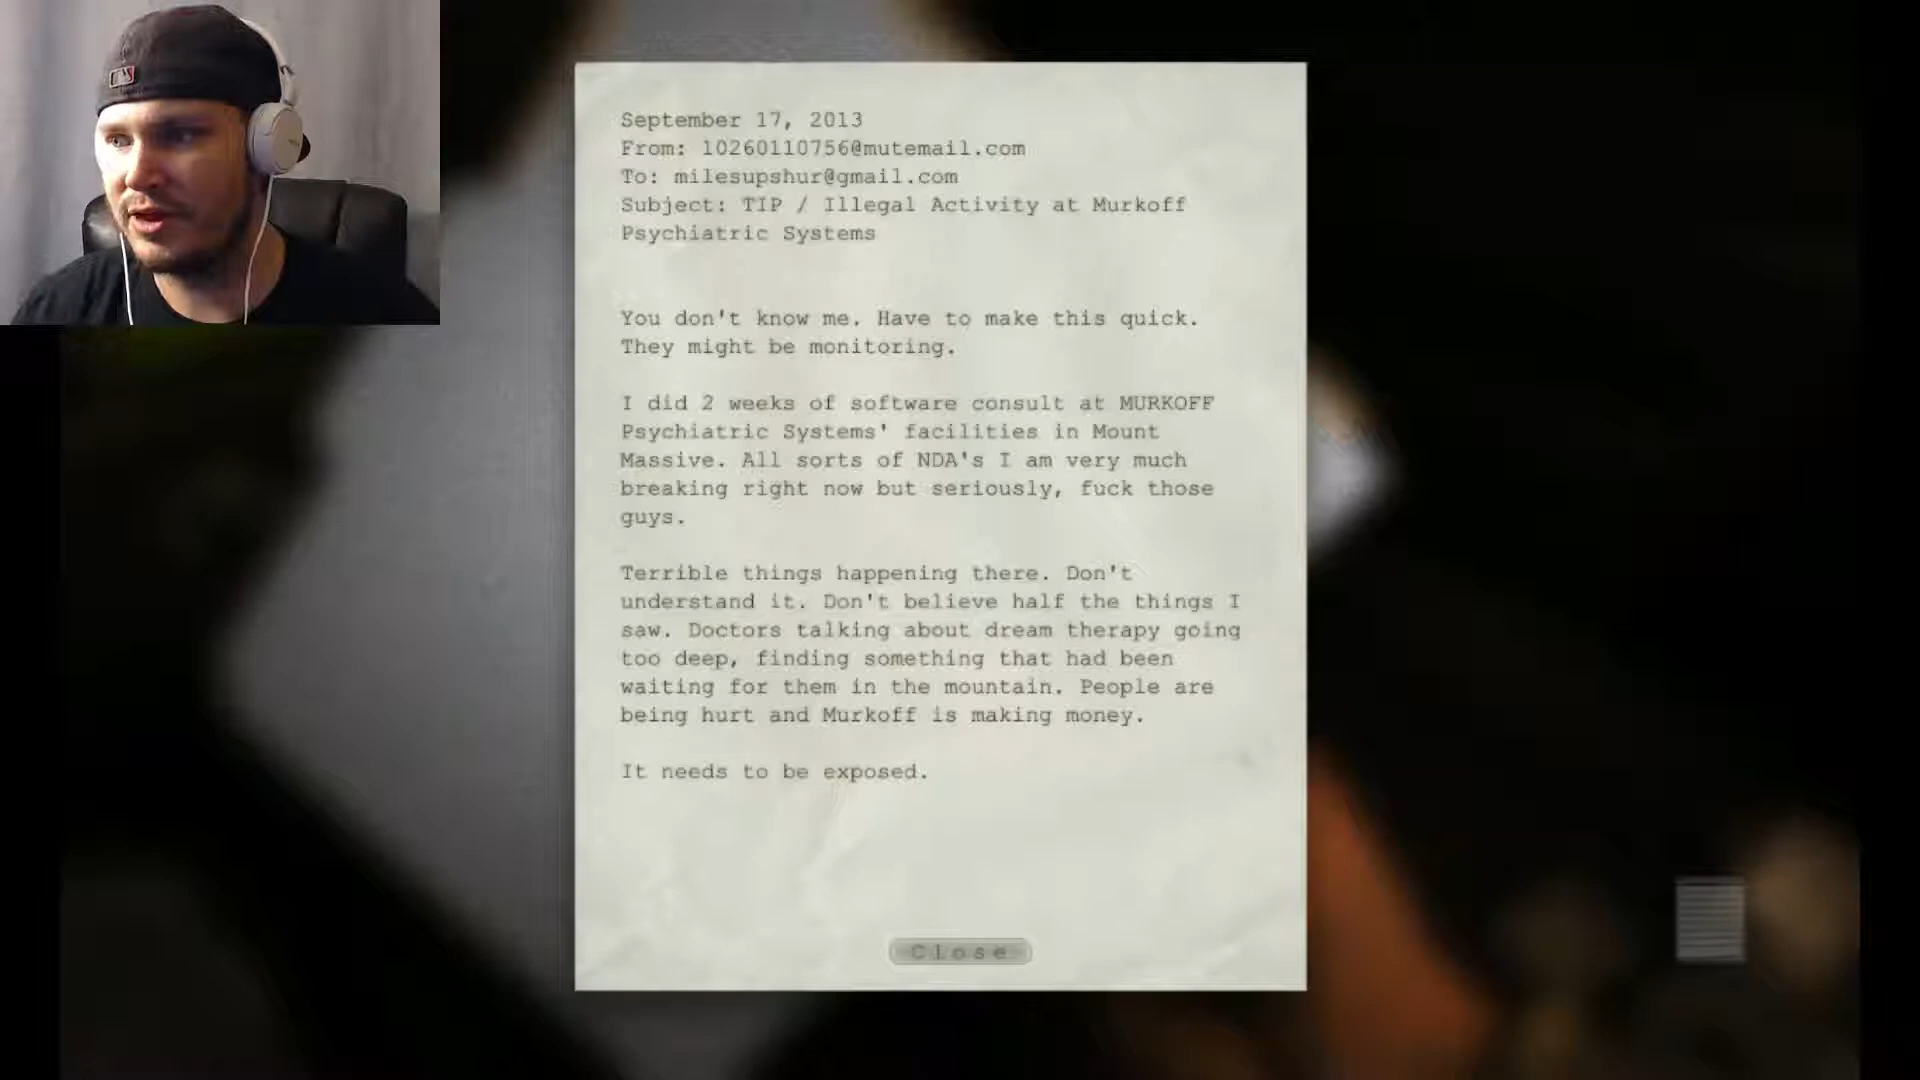 September 17, 2013
From: 10260110756@mutemail.com
To: milesupshur@gmail.com
Subject: TIP / Illegal Activity at Murkoff
Psychiatric Systems
You don't know me. Have to make this quick.
They might be monitoring.
I did 2 weeks of software consult at MURKOFF
Psychiatric Systems' facilities in Mount
Massive. All sorts of NDA's I am very much
breaking right now but seriously, fuck those
guys.
Terrible things happening there. Don't
understand it. Don't believe half the things I
saw. Doctors talking about dream therapy going
too deep, finding something that had been
waiting for them in the mountain. People are
being hurt and Murkoff is making money.
It needs to be exposed.
Close